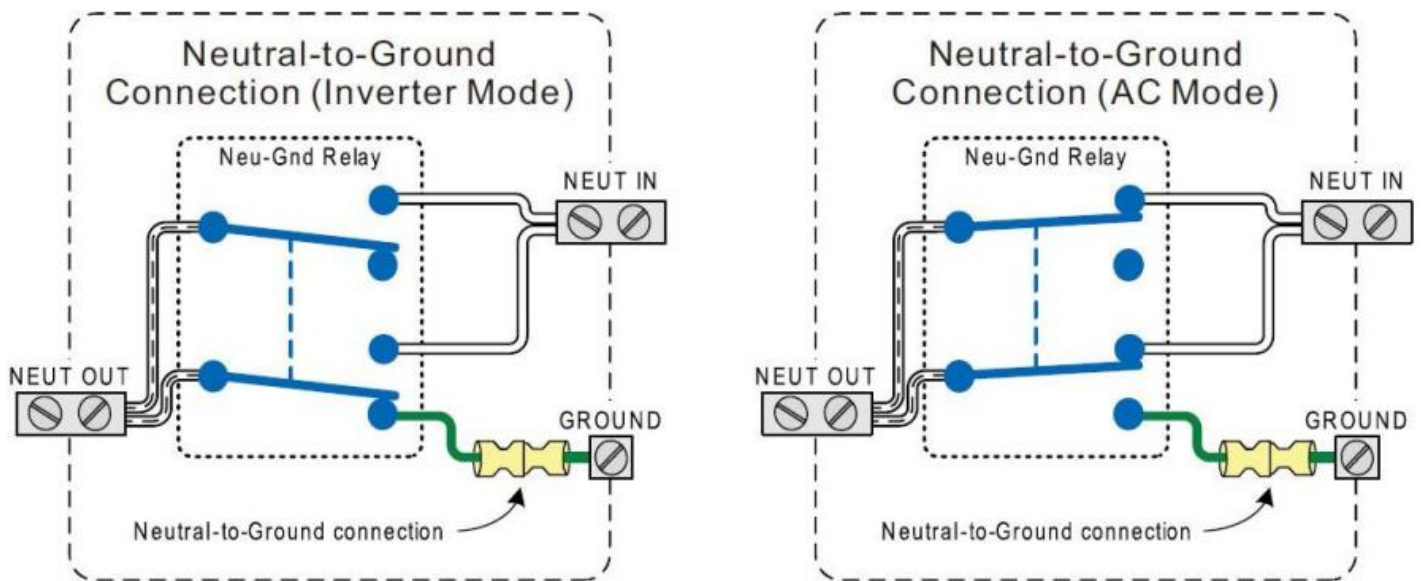 Neutral-to-Ground
Connection (Inverter Mode)
Neu-Gnd Relay
NEUT IN
NEUT OUT
GROUND
Neutral-to-Ground connection
Neutral-to-Ground
Connection (AC Mode)
Neu-Gnd Relay
NEUT IN
NEUT OUT
GROUND
Neutral-to-Ground connection